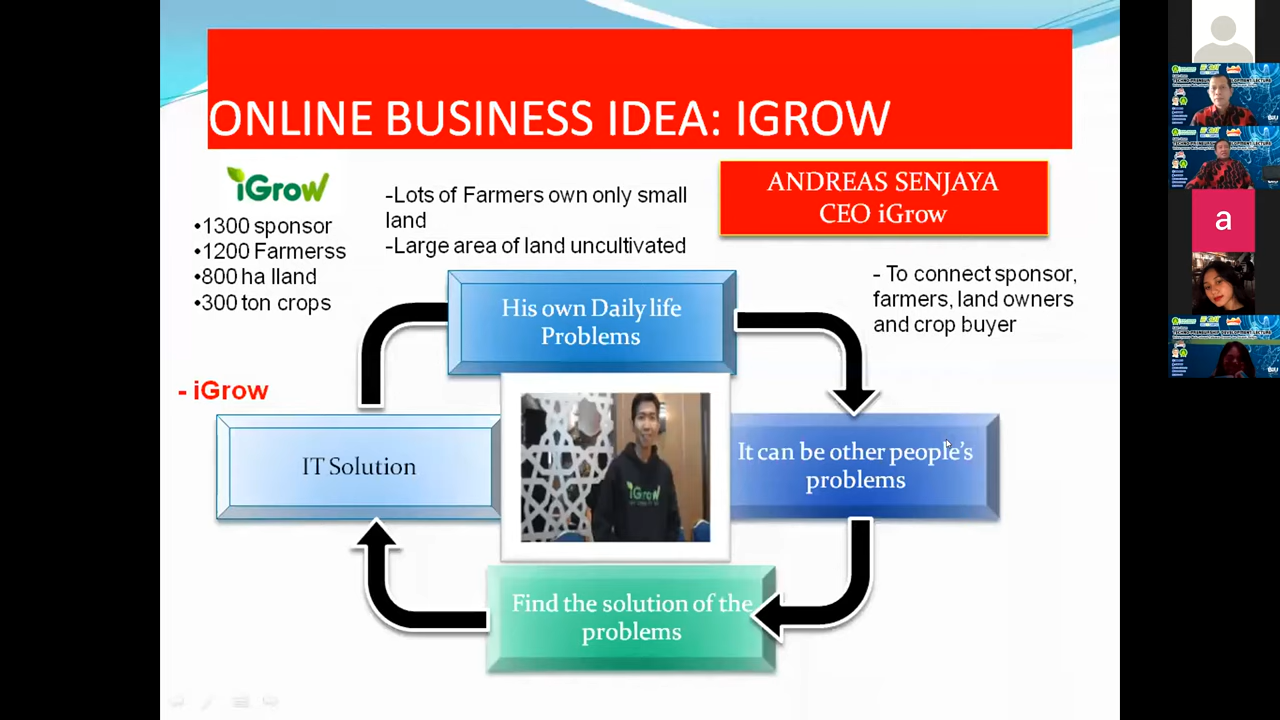 ONLINE BUSINESS IDEA: IGROW
iGrow
•1300 sponsor
•1200 Farmerss
•800 ha lland
•300 ton crops
-Lots of Farmers own only small
land
-Large area of land uncultivated
ANDREAS SENJAYA
CEO iGrow
- To connect sponsor,
farmers, land owners
and crop buyer
His own Daily life
Problems
- iGrow
IT Solution
It can be other people's
problems
iGrow
Find the solution of the
problems
a